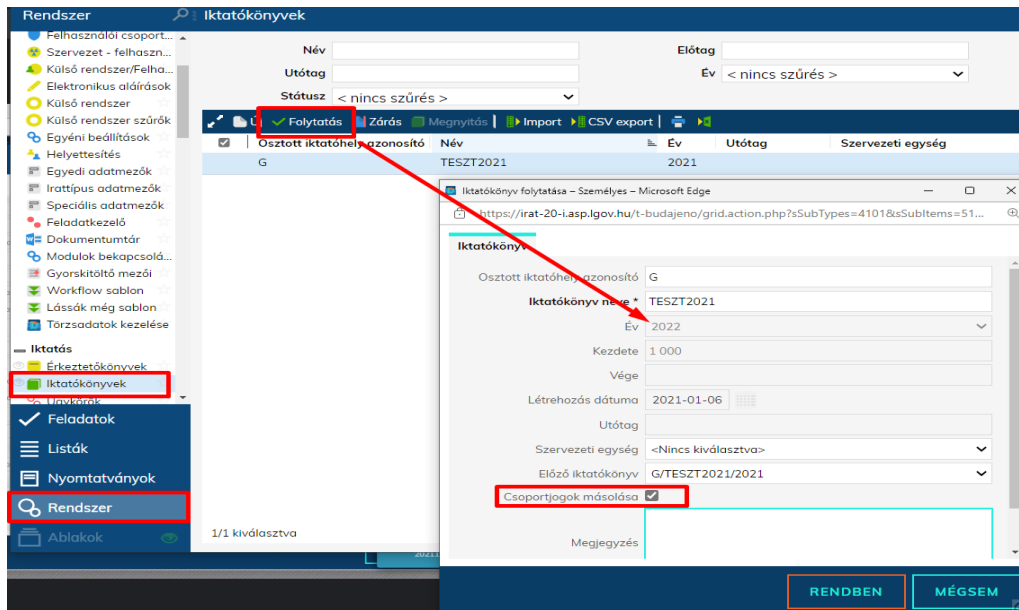 Rendszer
Iktatókönyvek
Felhasználói csoport...
Szervezet - felhaszn...
Külső rendszer/Felha...
Elektronikus aláírások
Külső rendszer
Külső rendszer szűrők
Egyéni beállítások
Helyettesítés
Egyedi adatmezők
Irattípus adatmezők
Speciális adatmezők
Feladatkezelő
Dokumentumtár
Modulok bekapcsolá...
Gyorskitöltő mezői
Workflow sablon
Lássák még sablon
Törzsadatok kezelése
Iktatás
Érkeztetőkönyvek
Iktatókönyvek
Ügykörök
Feladatok
Listák
Nyomtatványok
Rendszer
Ablakok
Név
Előtag
Utótag
Év < nincs szűrés >
Státusz < nincs szűrés >
Folytatás Zárás Megnyitás Import CSV export
Osztott iktatóhely azonosító Név Év Utótag Szervezeti egység
G TESZT2021 2021
1/1 kiválasztva
Iktatókönyv folytatása – Személyes – Microsoft Edge
https://irat-20-i.asp.lgov.hu/t-budajeno/grid.action.php?sSubTypes=4101&sSubItems=51...
Iktatókönyv
Osztott iktatóhely azonosító G
Iktatókönyv neve * TESZT2021
Év 2022
Kezdete 1 000
Vége
Létrehozás dátuma 2021-01-06
Utótag
Szervezeti egység <Nincs kiválasztva>
Előző iktatókönyv G/TESZT2021/2021
Csoportjogok másolása
Megjegyzés
RENDBEN MÉGSEM